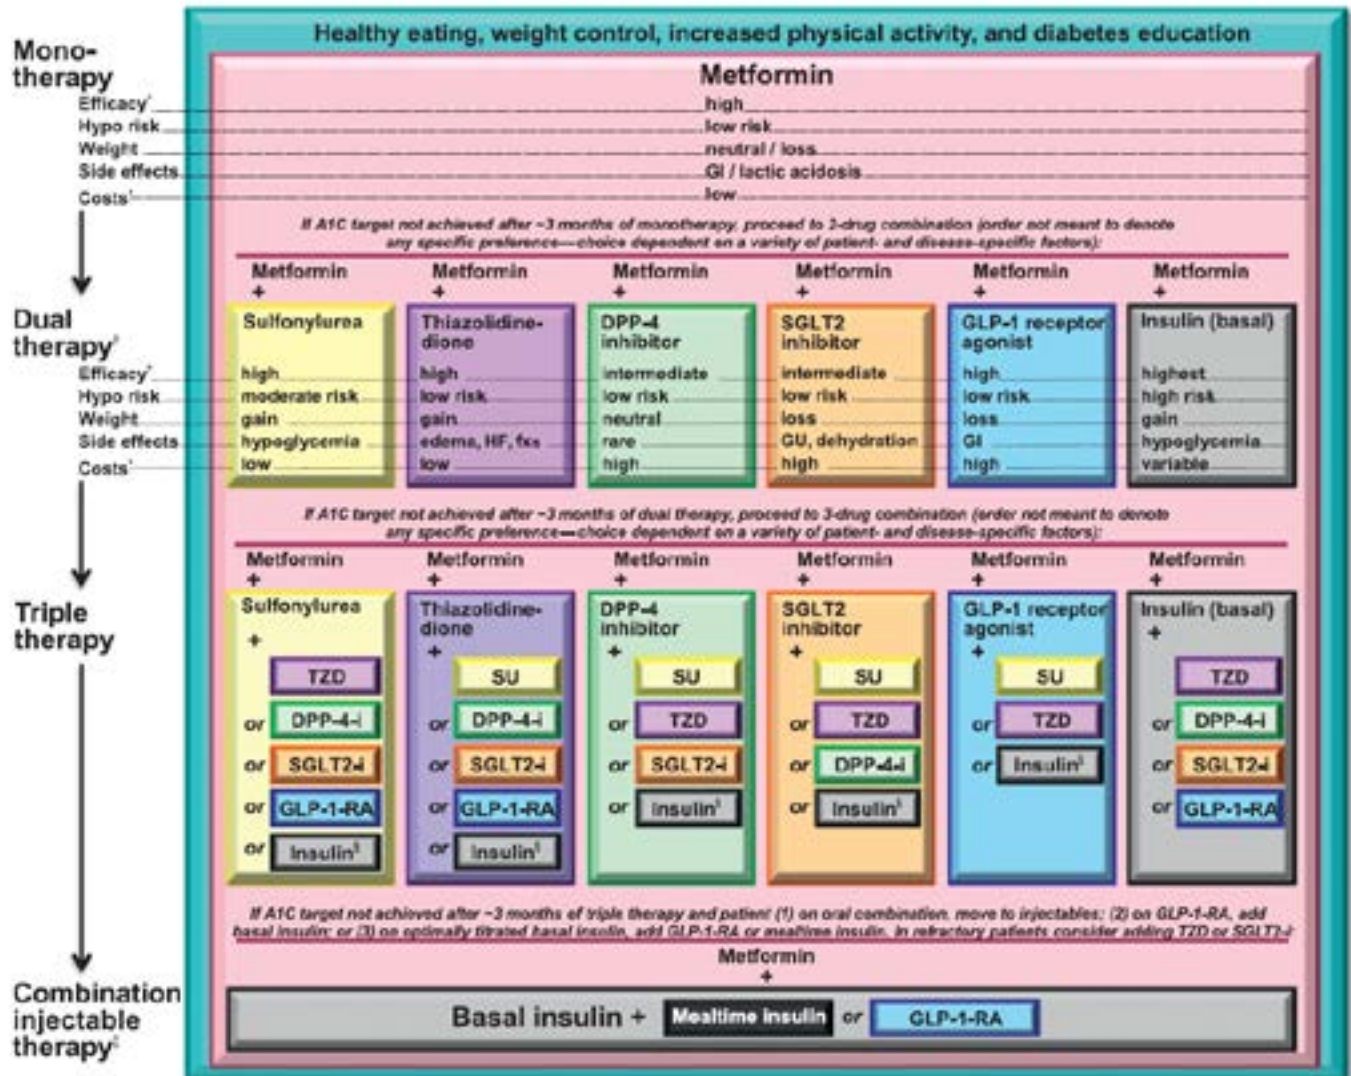 Healthy eating, weight control, increased physical activity, and diabetes education
Mono-
therapy
Metformin
Efficacy* high
Hypo risk low risk
Weight neutral / loss
Side effects GI / lactic acidosis
Costs* low
If A1C target not achieved after ~3 months of monotherapy, proceed to 2-drug combination (order not meant to denote
any specific preference—choice dependent on a variety of patient- and disease-specific factors):
Metformin Metformin Metformin Metformin Metformin Metformin
+ + + + + +
Dual
therapy
Sulfonylurea Thiazolidine- DPP-4 SGLT2 GLP-1 receptor Insulin (basal)
dione inhibitor inhibitor agonist
Efficacy* high high intermediate intermediate high highest
Hypo risk moderate risk low risk low risk low risk low risk high risk
Weight gain gain neutral loss loss gain
Side effects hypoglycemia edema, HF, fxs rare GU, dehydration GI hypoglycemia
Costs* low low high high high variable
If A1C target not achieved after ~3 months of dual therapy, proceed to 3-drug combination (order not meant to denote
any specific preference—choice dependent on a variety of patient- and disease-specific factors):
Metformin Metformin Metformin Metformin Metformin Metformin
+ + + + + +
Triple
therapy
Sulfonylurea Thiazolidine- DPP-4 SGLT2 GLP-1 receptor Insulin (basal)
dione inhibitor inhibitor agonist
+ + + + + +
TZD SU SU SU SU TZD
or DPP-4-i or DPP-4-i or TZD or TZD or TZD or DPP-4-i
or SGLT2-i or SGLT2-i or SGLT2-i or DPP-4-i or Insulin§ or SGLT2-i
or GLP-1-RA or GLP-1-RA or Insulin§ or Insulin§ or GLP-1-RA
or Insulin§ or Insulin§
If A1C target not achieved after ~3 months of triple therapy and patient (1) on oral combination, move to injectables; (2) on GLP-1-RA, add
basal insulin; or (3) on optimally titrated basal insulin, add GLP-1-RA or mealtime insulin. In refractory patients consider adding TZD or SGLT2-i:
Metformin
+
Combination
injectable
therapy
Basal insulin + Mealtime insulin or GLP-1-RA